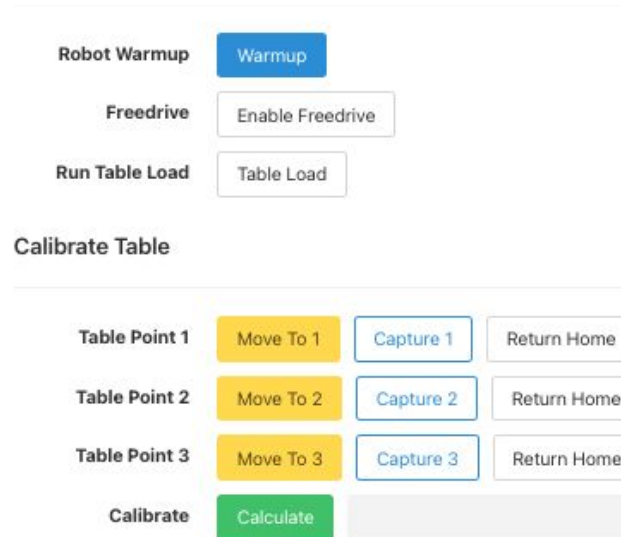 Robot Warmup Warmup
Freedrive Enable Freedrive
Run Table Load Table Load
Calibrate Table
Table Point 1 Move To 1 Capture 1 Return Home
Table Point 2 Move To 2 Capture 2 Return Home
Table Point 3 Move To 3 Capture 3 Return Home
Calibrate Calculate